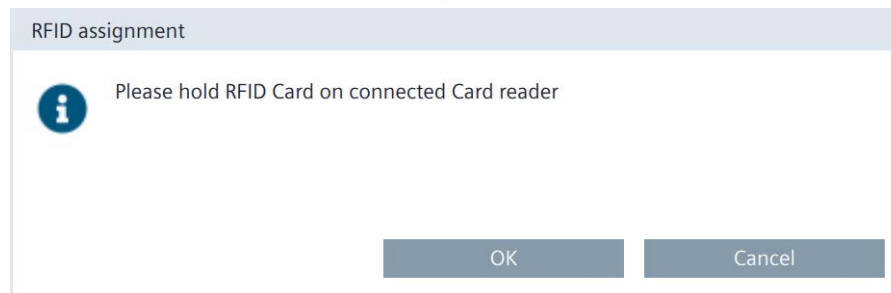 RFID assignment
Please hold RFID Card on connected Card reader
OK
Cancel